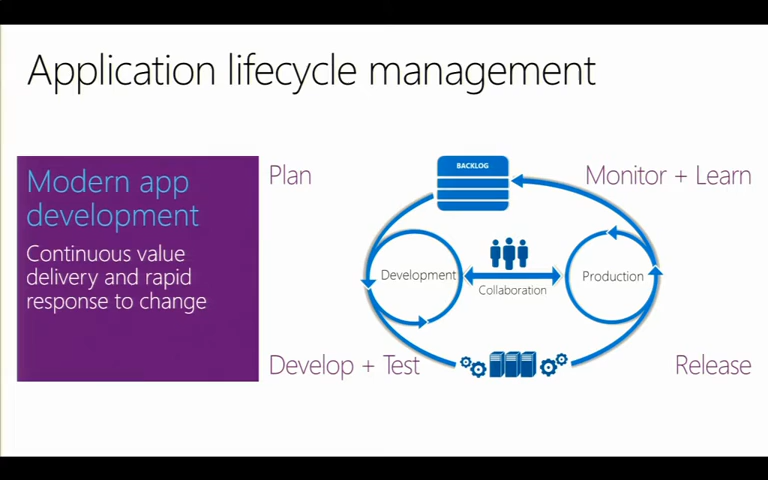 Application lifecycle management
Modern app
development
Continuous value
delivery and rapid
response to change
Plan
BACKLOG
Monitor + Learn
Development
Collaboration
Production
Develop + Test
Release